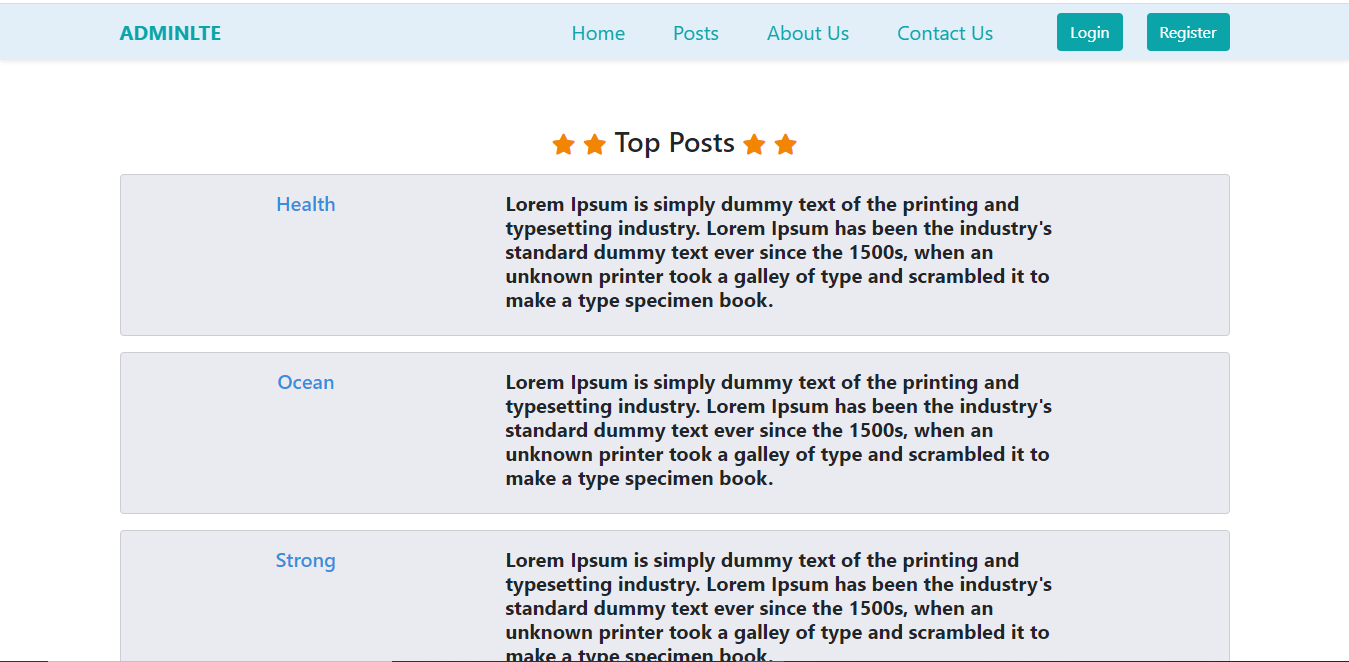 ADMINLTE Home Posts About Us Contact Us Login Register
Top Posts
Health
Lorem Ipsum is simply dummy text of the printing and
typesetting industry. Lorem Ipsum has been the industry's
standard dummy text ever since the 1500s, when an
unknown printer took a galley of type and scrambled it to
make a type specimen book.
Ocean
Lorem Ipsum is simply dummy text of the printing and
typesetting industry. Lorem Ipsum has been the industry's
standard dummy text ever since the 1500s, when an
unknown printer took a galley of type and scrambled it to
make a type specimen book.
Strong
Lorem Ipsum is simply dummy text of the printing and
typesetting industry. Lorem Ipsum has been the industry's
standard dummy text ever since the 1500s, when an
unknown printer took a galley of type and scrambled it to
make a type specimen book.